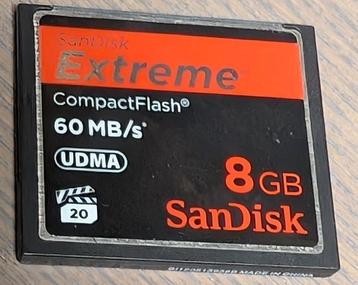 SanDisk
Extreme
CompactFlash®
60 MB/s*
UDMA
20
8 GB
SanDisk
MADE IN CHINA